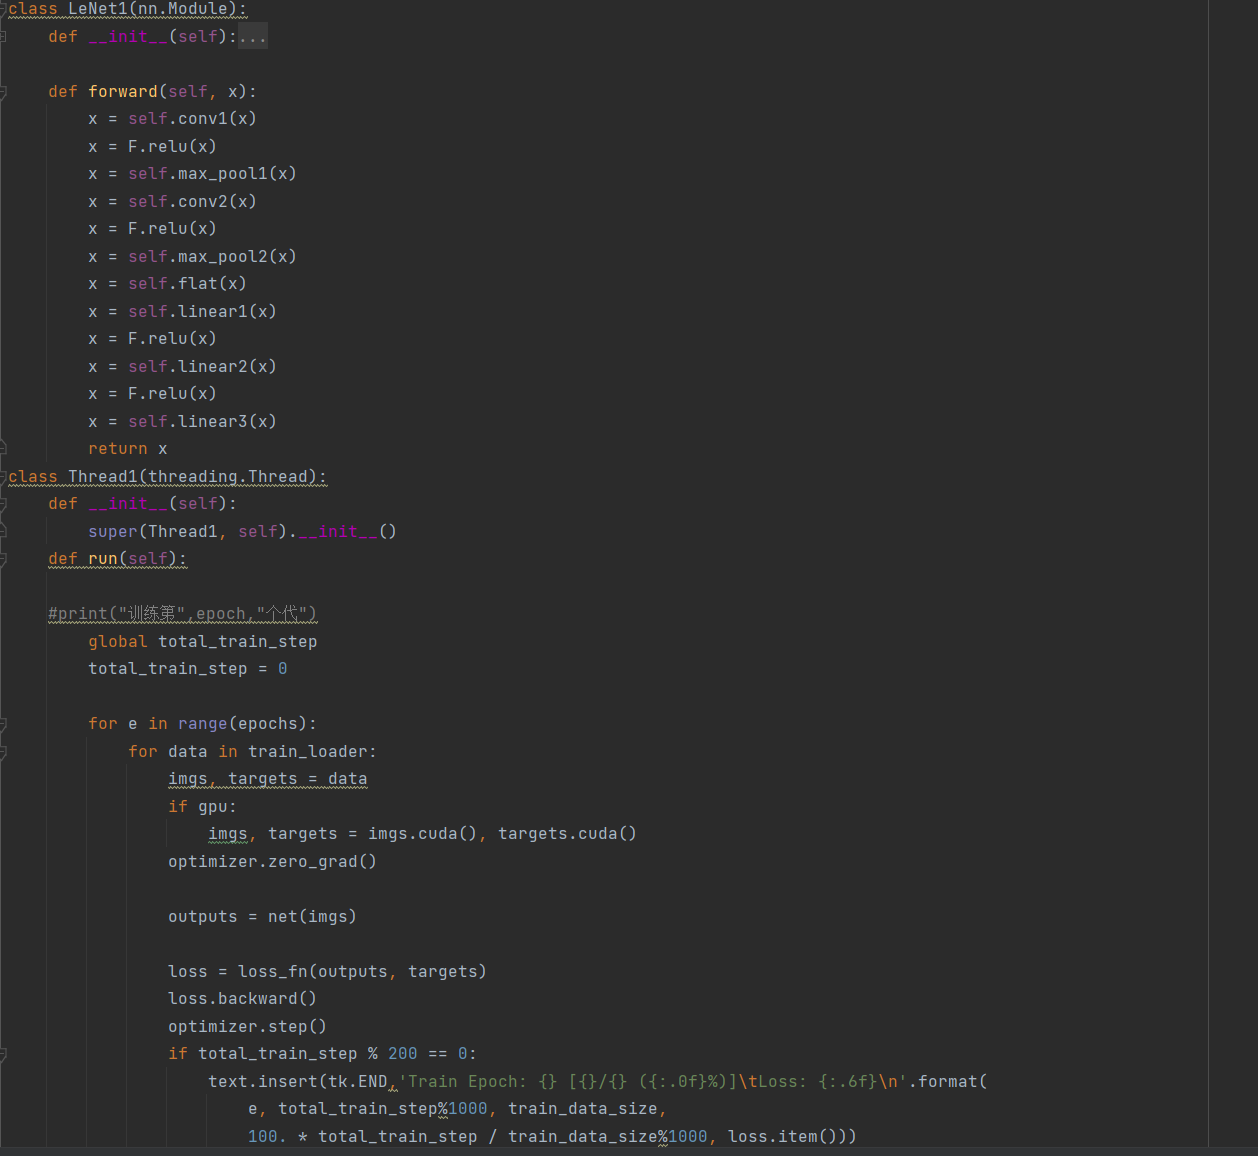 class LeNet1(nn.Module):
    def __init__(self):...
    def forward(self, x):
        x = self.conv1(x)
        x = F.relu(x)
        x = self.max_pool1(x)
        x = self.conv2(x)
        x = F.relu(x)
        x = self.max_pool2(x)
        x = self.flat(x)
        x = self.linear1(x)
        x = F.relu(x)
        x = self.linear2(x)
        x = F.relu(x)
        x = self.linear3(x)
        return x
class Thread1(threading.Thread):
    def __init__(self):
        super(Thread1, self).__init__()
    def run(self):
    #print("训练第",epoch,"个代")
        global total_train_step
        total_train_step = 0
        for e in range(epochs):
            for data in train_loader:
                imgs, targets = data
                if gpu:
                    imgs, targets = imgs.cuda(), targets.cuda()
                optimizer.zero_grad()
                outputs = net(imgs)
                loss = loss_fn(outputs, targets)
                loss.backward()
                optimizer.step()
                if total_train_step % 200 == 0:
                    text.insert(tk.END,'Train Epoch: {} [{}/{} ({:.0f}%)]\tLoss: {:.6f}\n'.format(
                        e, total_train_step%1000, train_data_size,
                        100. * total_train_step / train_data_size%1000, loss.item()))